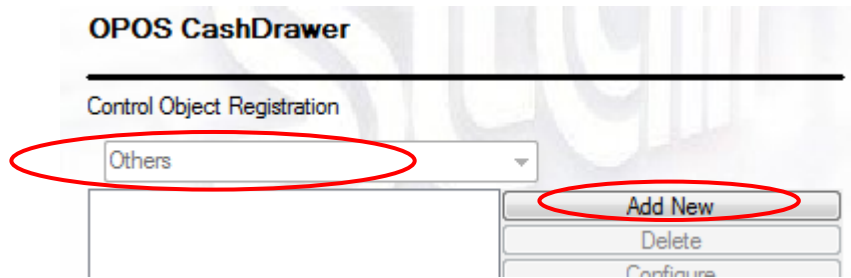 OPOS CashDrawer
Control Object Registration
Others
Add New
Delete
Configure